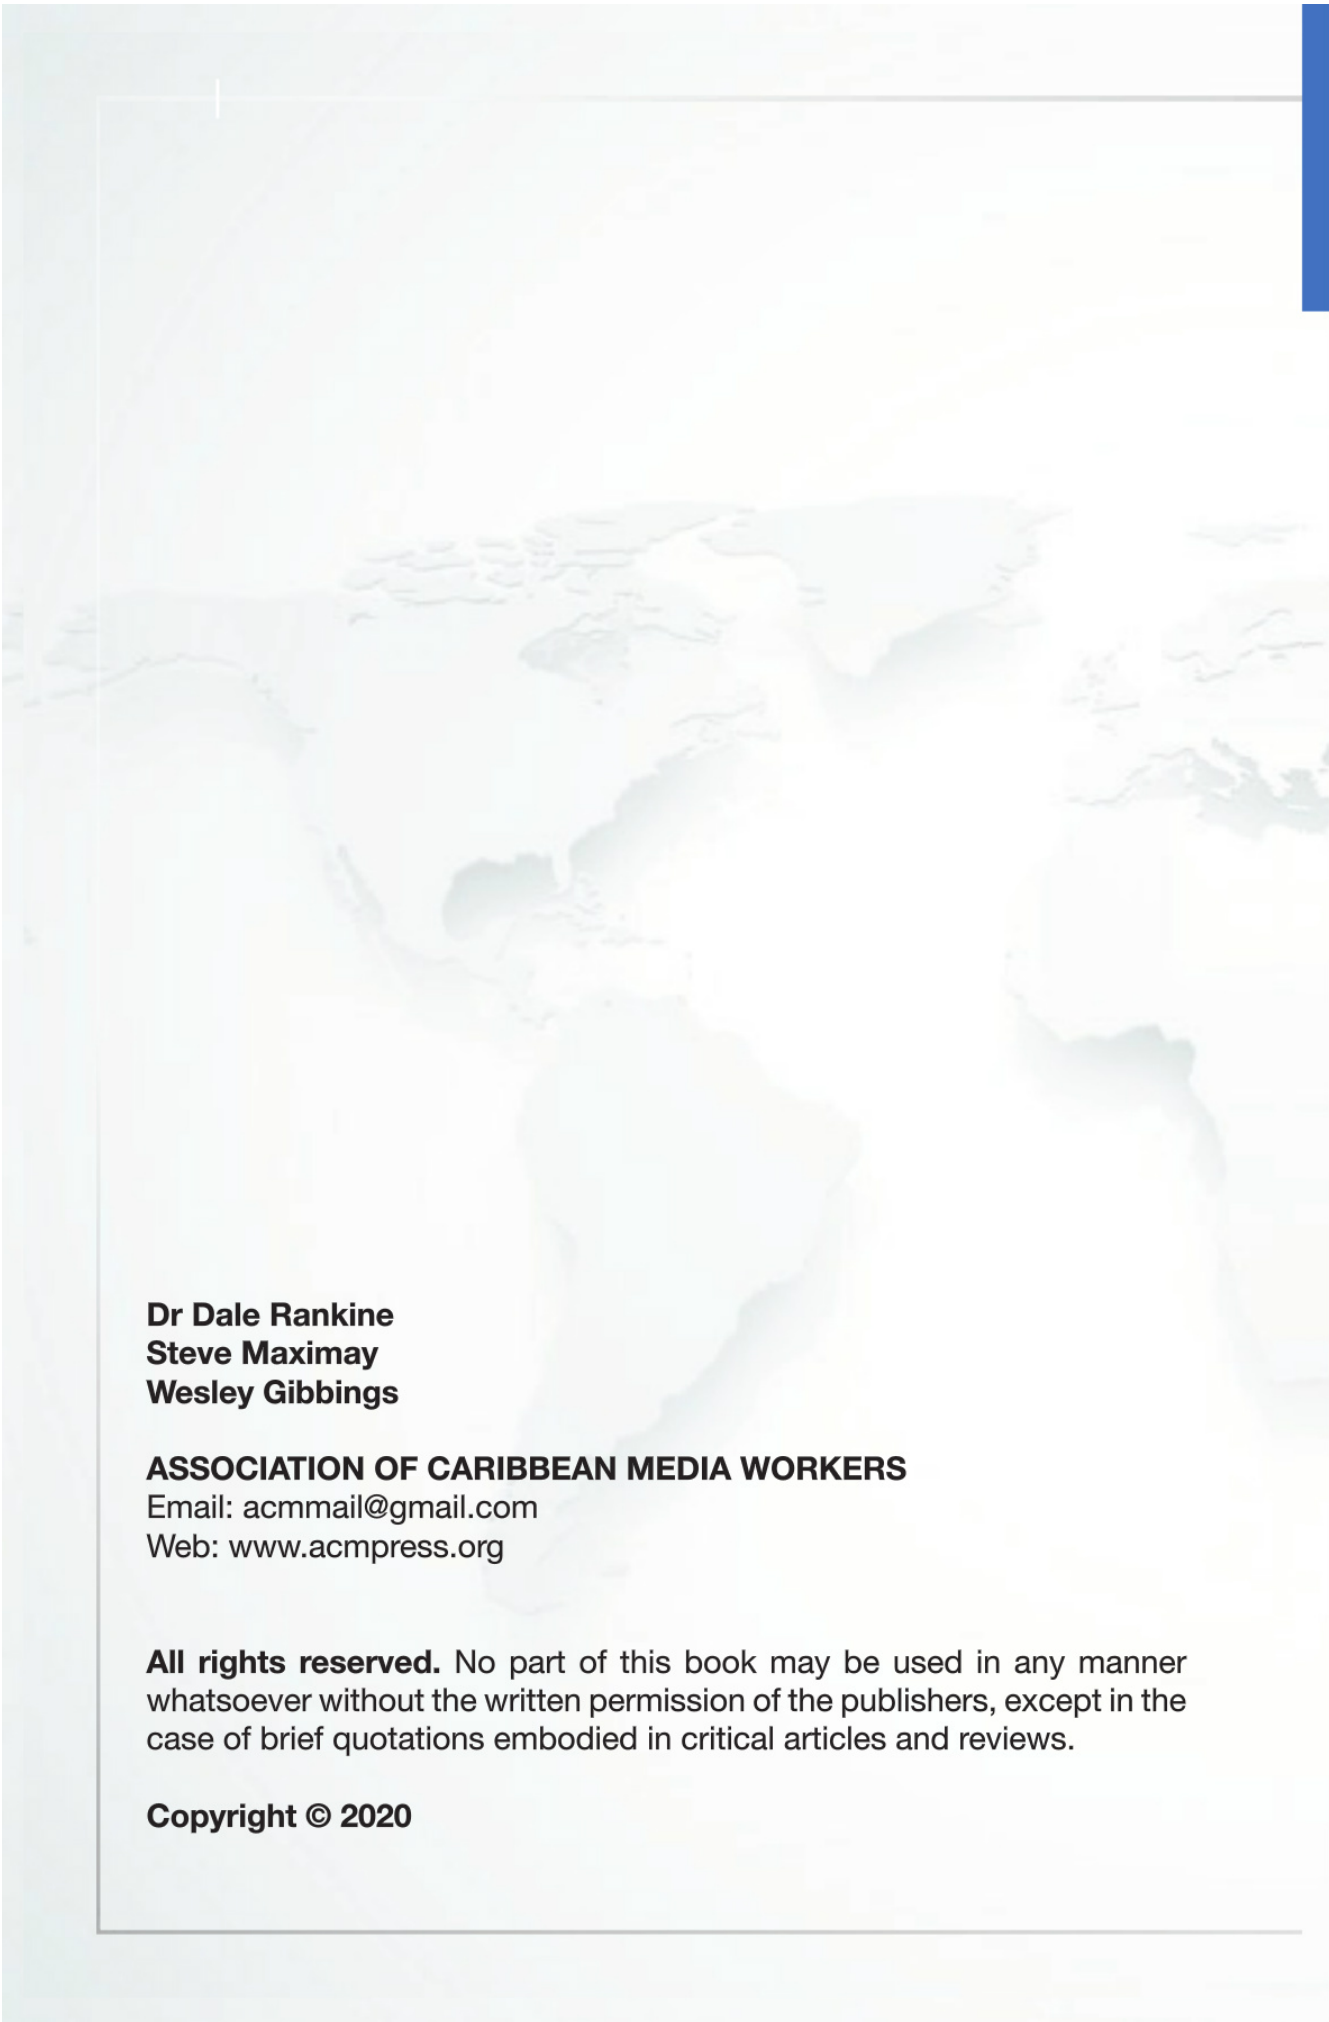 Dr Dale Rankine
Steve Maximay
Wesley Gibbings
ASSOCIATION OF CARIBBEAN MEDIA WORKERS
Email: acmmail@gmail.com
Web: www.acmpress.org
All rights reserved. No part of this book may be used in any manner
whatsoever without the written permission of the publishers, except in the
case of brief quotations embodied in critical articles and reviews.
Copyright © 2020